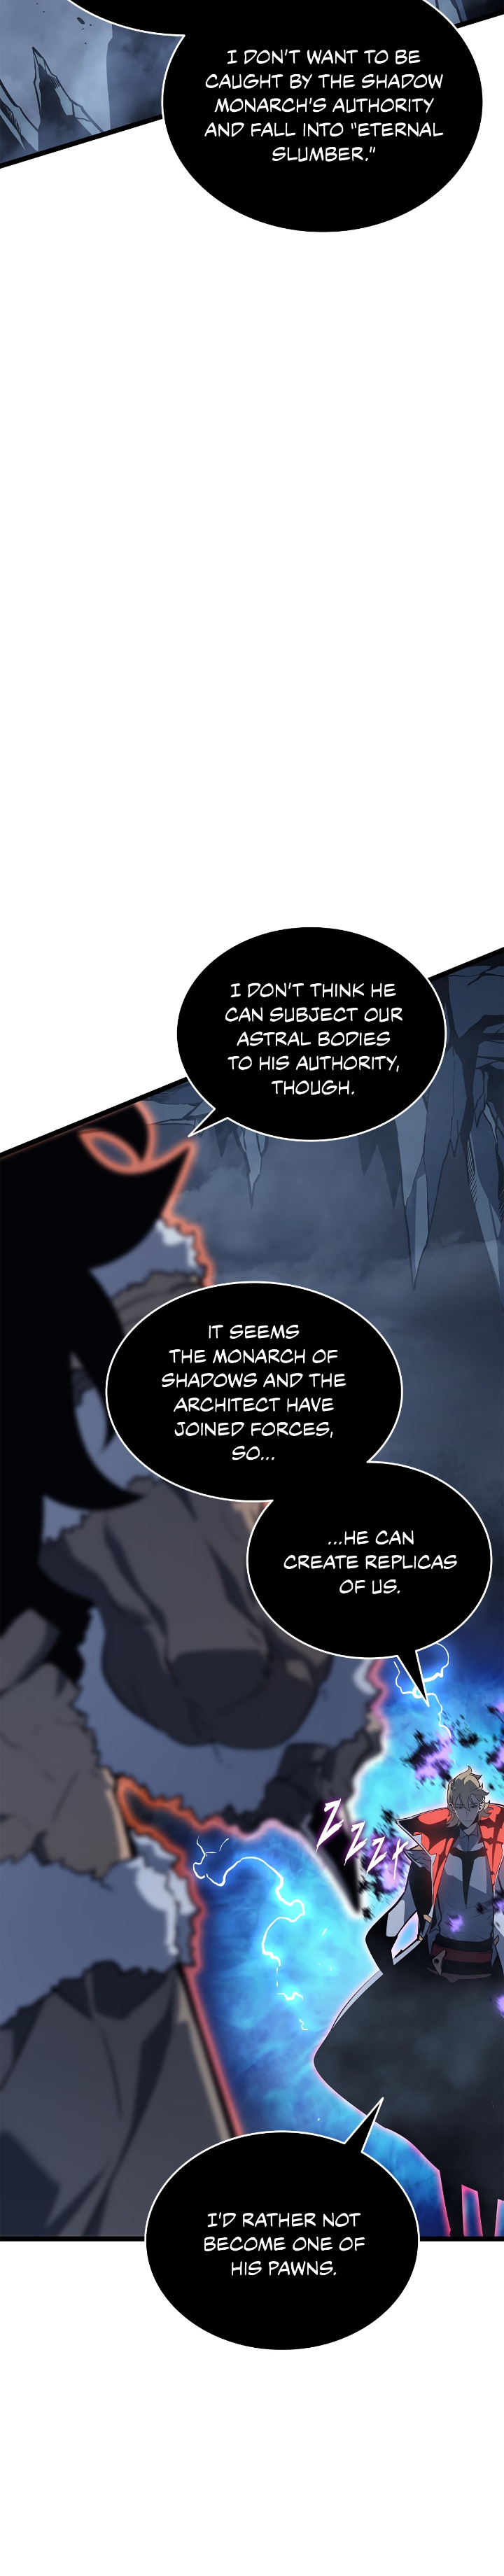 I DON'T WANT TO BE
CAUGHT BY THE SHADOW
MONARCH'S AUTHORITY
AND FALL INTO "ETERNAL
SLUMBER."
I DON'T THINK HE
CAN SUBJECT OUR
ASTRAL BODIES
TO HIS AUTHORITY,
THOUGH.
IT SEEMS
THE MONARCH OF
SHADOWS AND THE
ARCHITECT HAVE
JOINED FORCES,
SO...
...HE CAN
CREATE REPLICAS
OF US.
ZZZT
I'D RATHER NOT
BECOME ONE OF
HIS PAWNS.